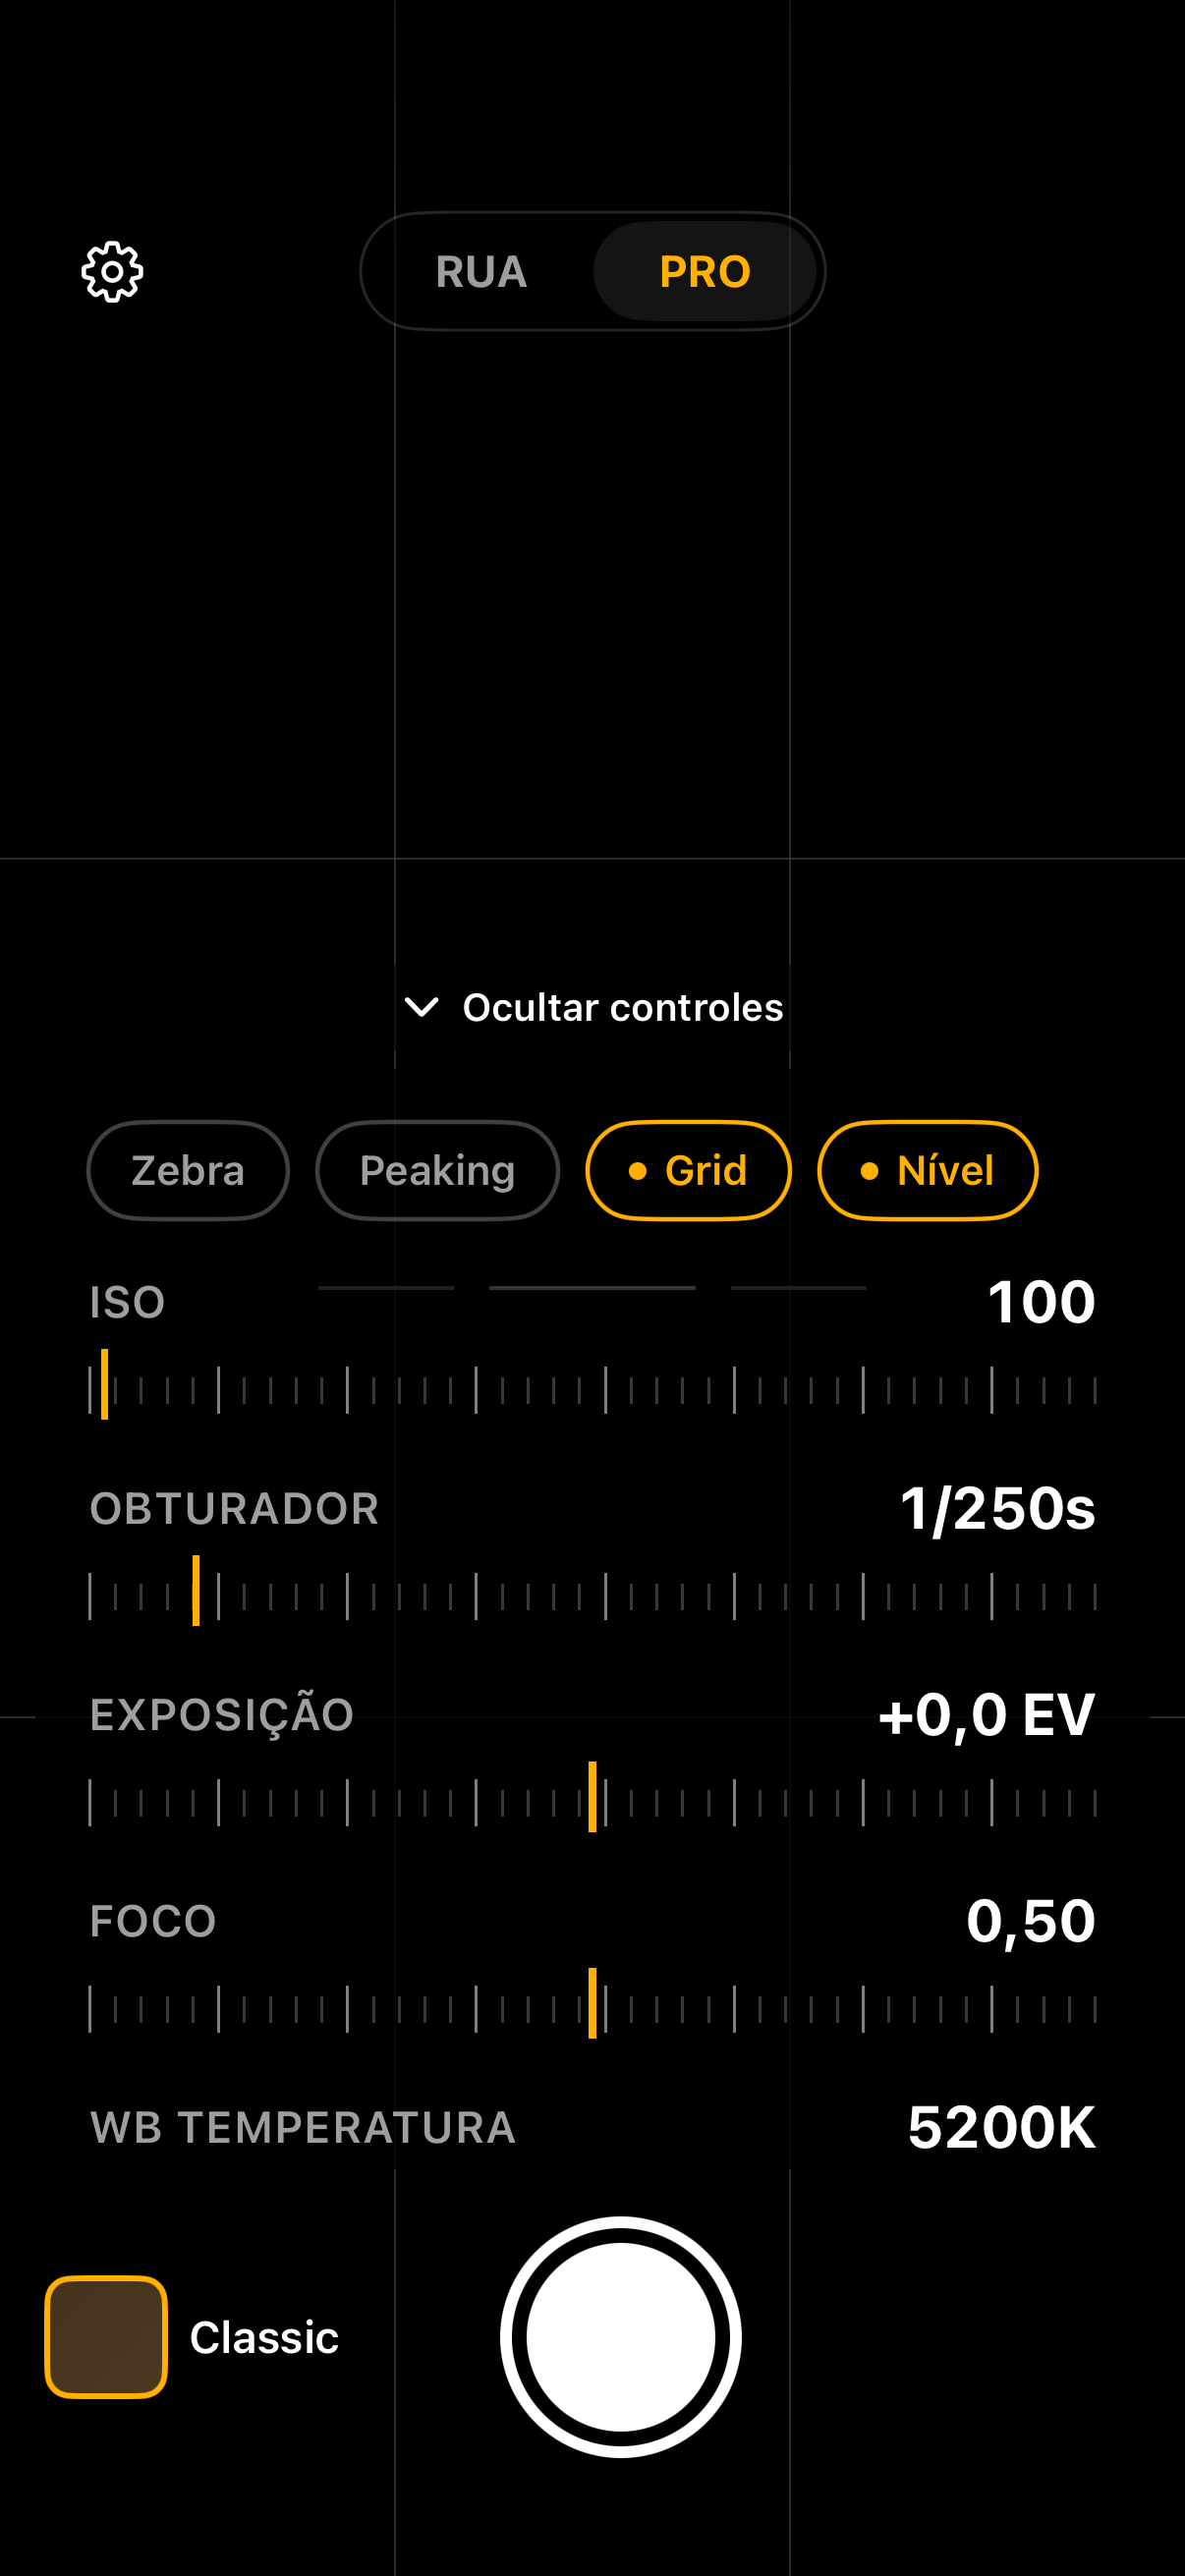 RUA PRO
Ocultar controles
Zebra Peaking Grid Nível
ISO 100
OBTURADOR 1/250s
EXPOSIÇÃO +0,0 EV
FOCO 0,50
WB TEMPERATURA 5200K
Classic